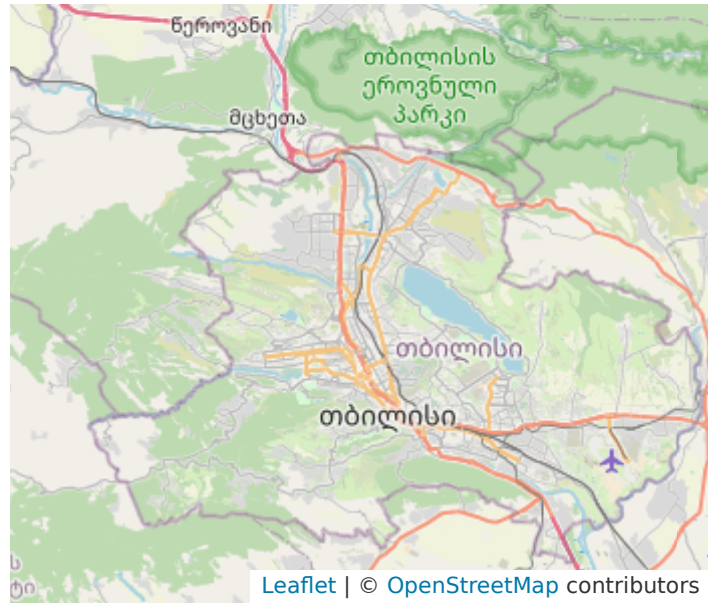 წეროვანი
თბილისის
ეროვნული
პარკი
მცხეთა
თბილისი
თბილისი
Leaflet | © OpenStreetMap contributors